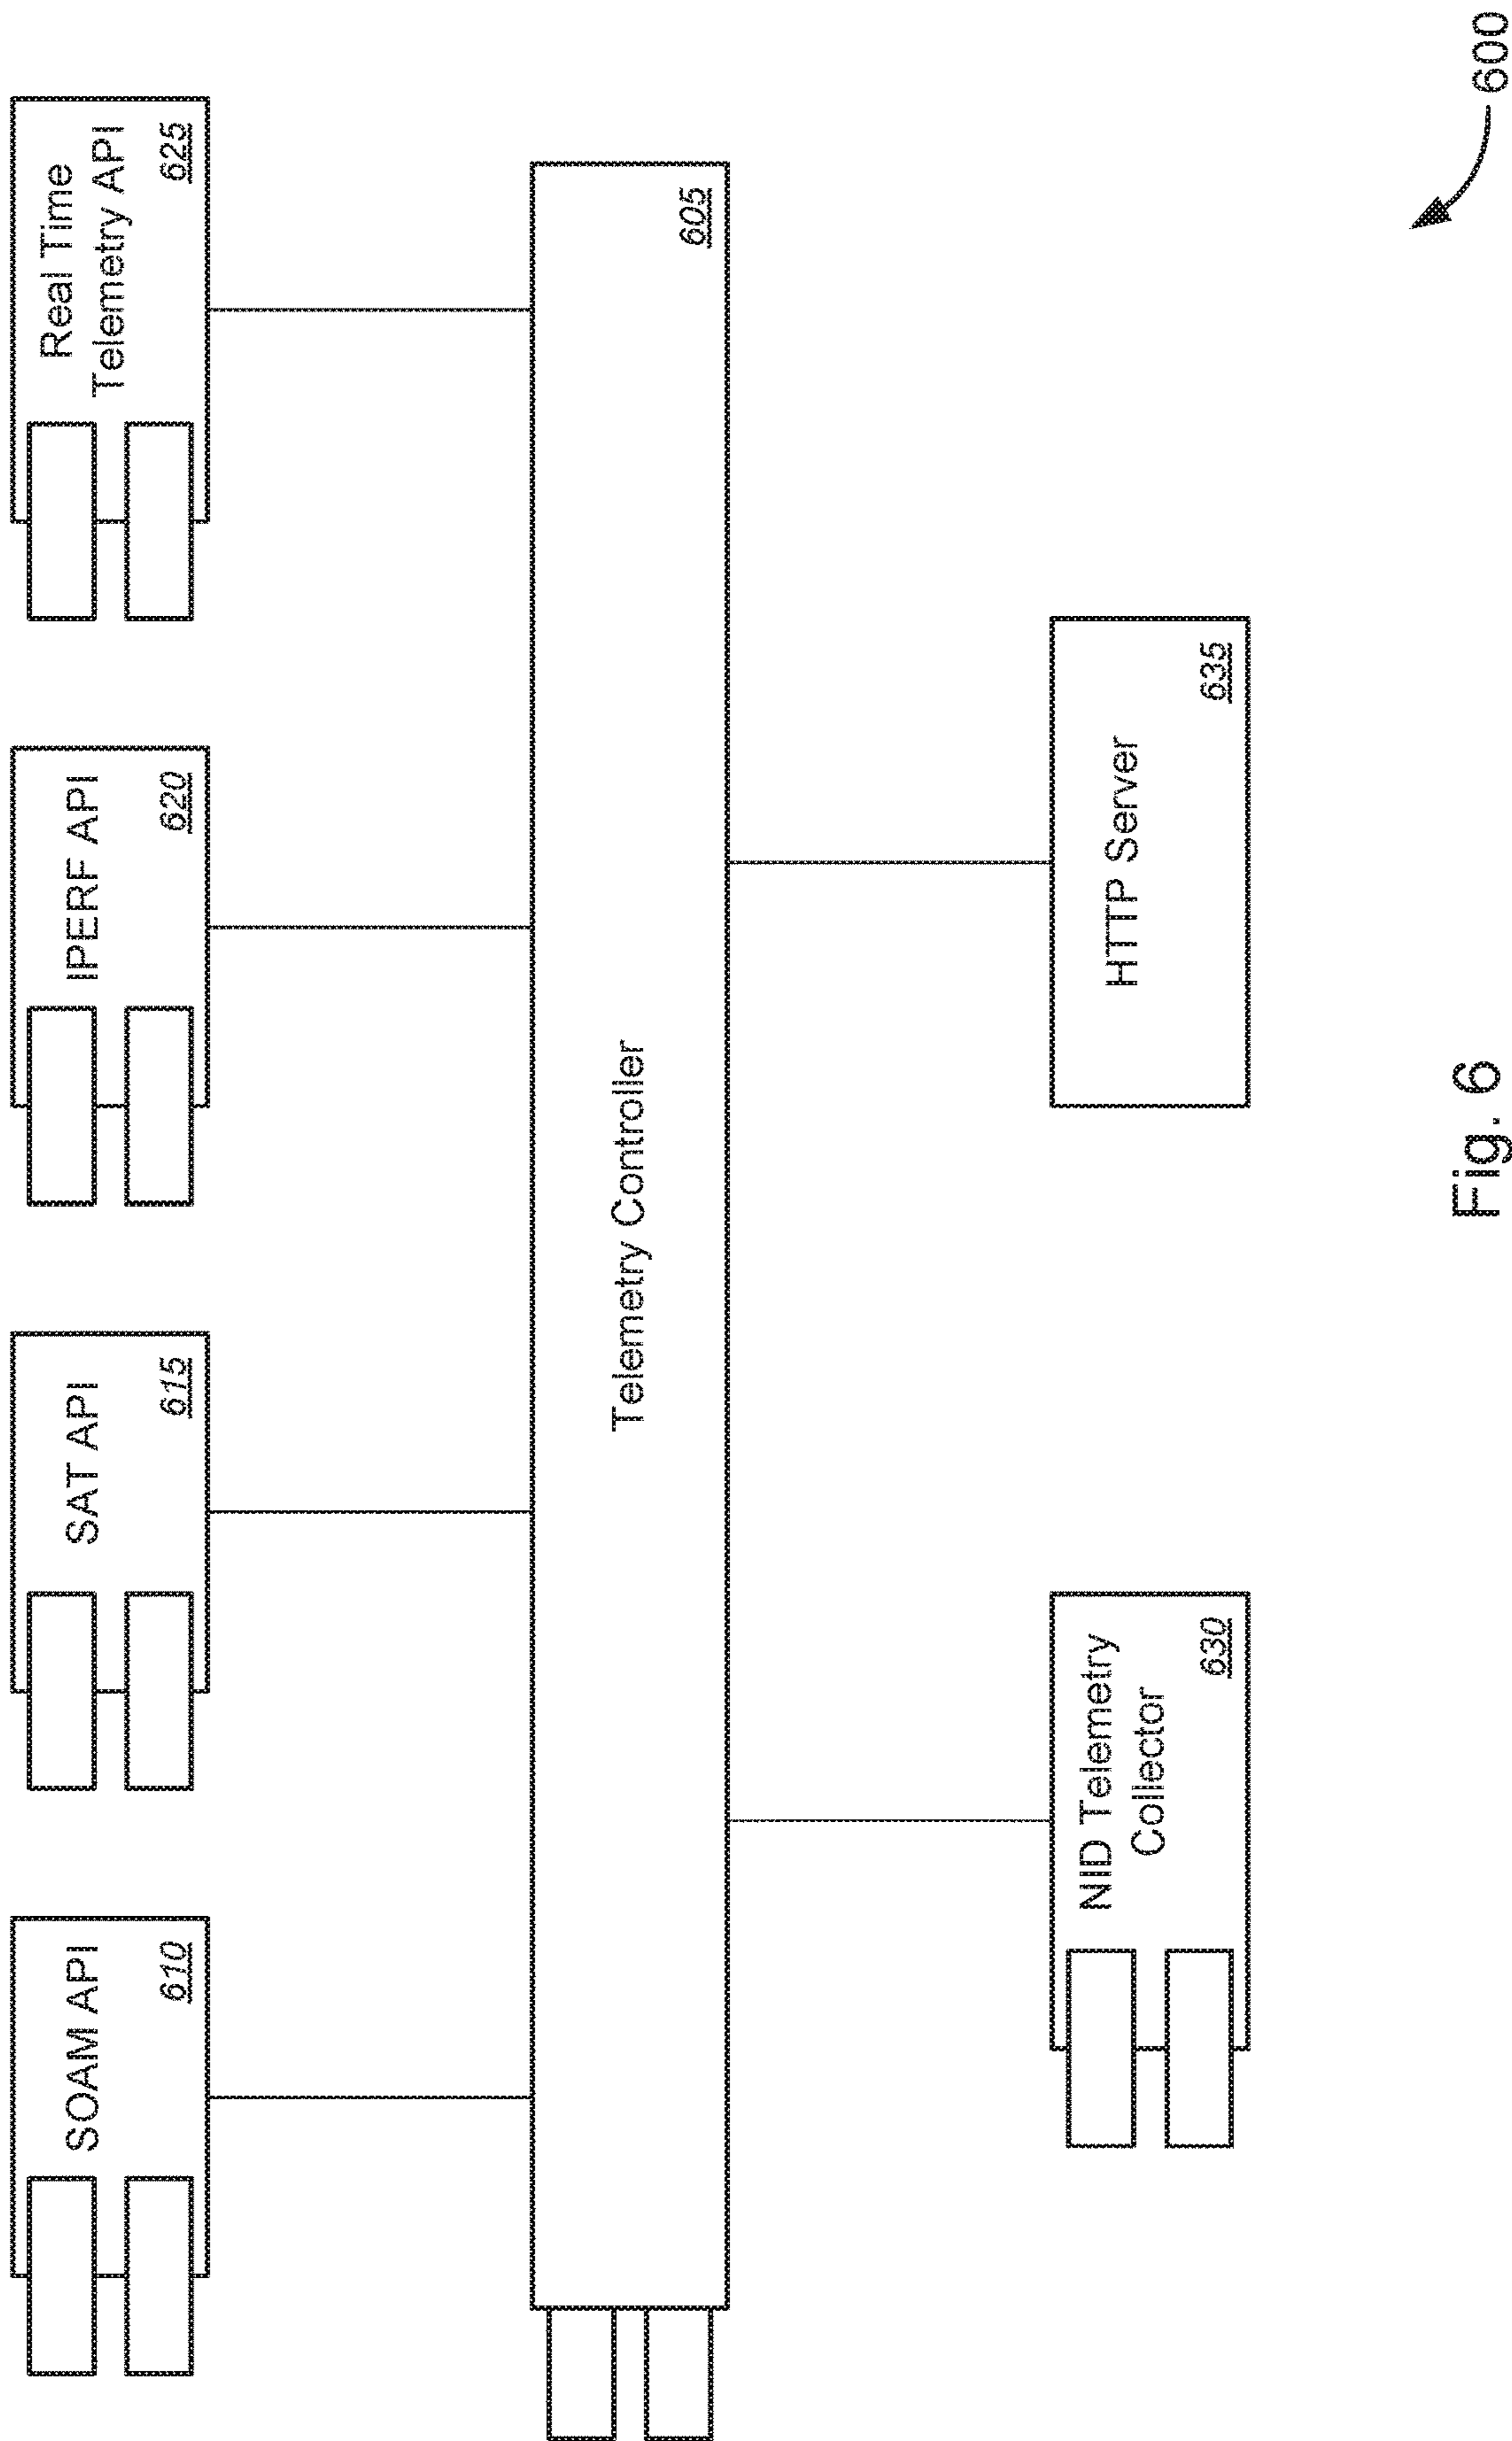 SOAM API
610
SAT API
615
IPERF API
620
Real Time
Telemetry API
625
Telemetry Controller
605
NID Telemetry
Collector
630
HTTP Server
635
Fig. 6
600